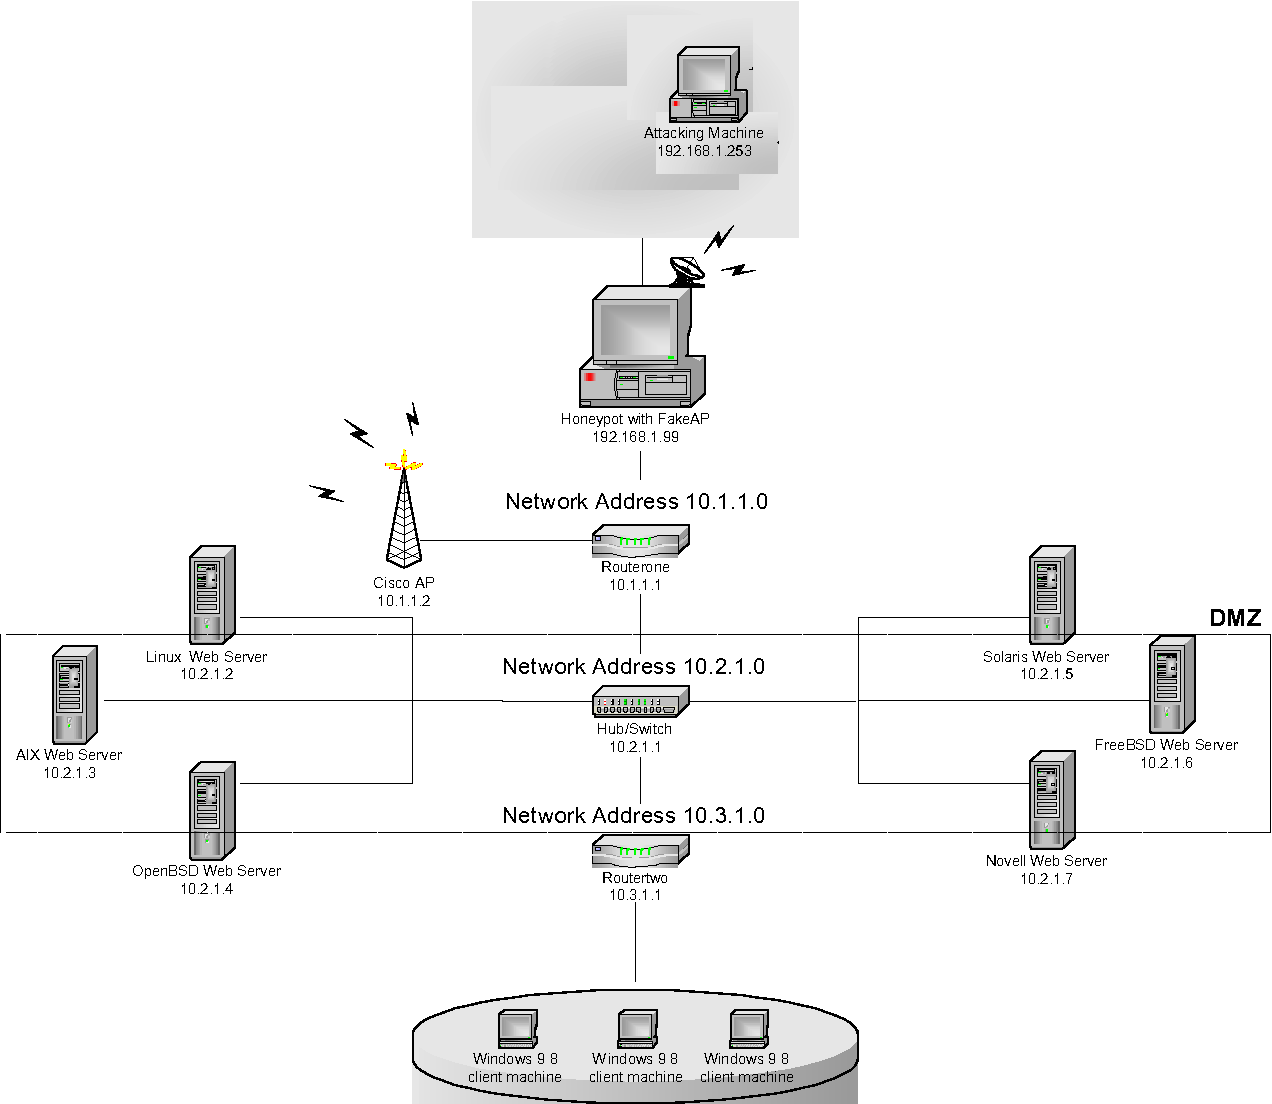 Attacking Machine
192.168.1.253
Honeypot with FakeAP
192.168.1.99
Network Address 10.1.1.0
Routerone
10.1.1.1
Cisco AP
10.1.1.2
DMZ
Linux Web Server
10.2.1.2
Network Address 10.2.1.0
Solaris Web Server
10.2.1.5
AIX Web Server
10.2.1.3
Hub/Switch
10.2.1.1
FreeBSD Web Server
10.2.1.6
Network Address 10.3.1.0
OpenBSD Web Server
10.2.1.4
Routertwo
10.3.1.1
Novell Web Server
10.2.1.7
Windows 9 8
client machine
Windows 9 8
client machine
Windows 9 8
client machine